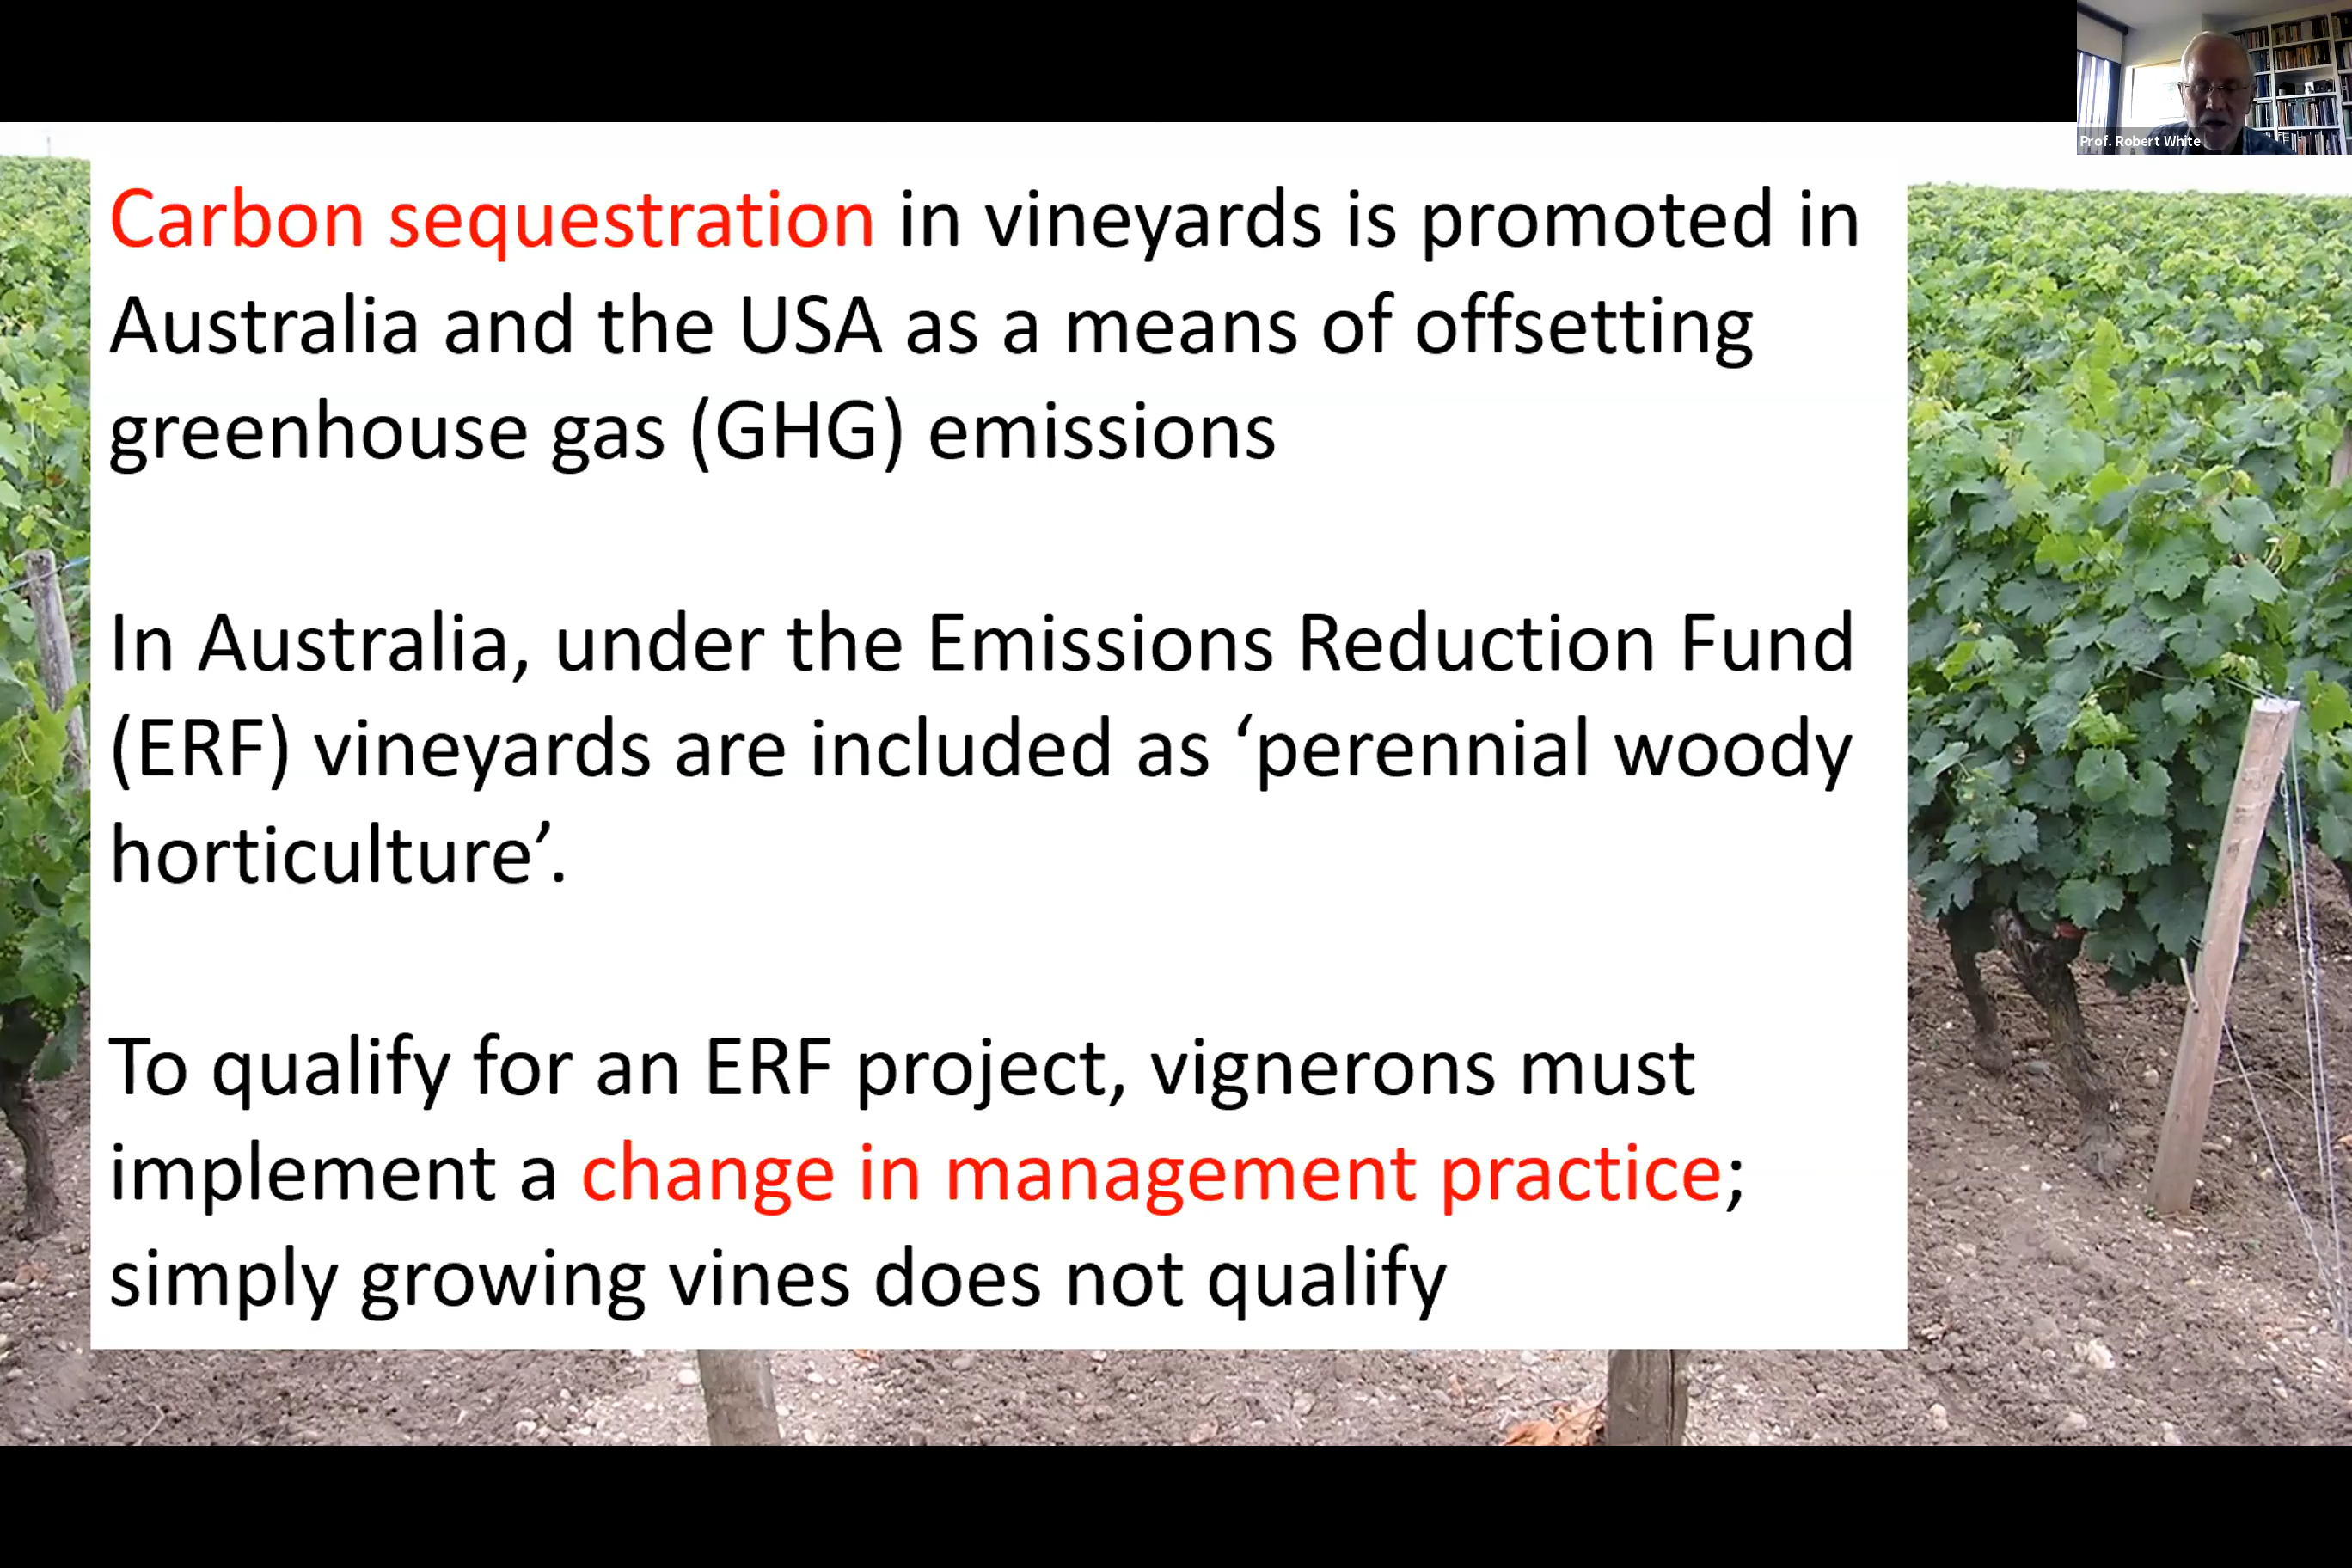 Prof. Robert White
Carbon sequestration in vineyards is promoted in
Australia and the USA as a means of offsetting
greenhouse gas (GHG) emissions
In Australia, under the Emissions Reduction Fund
(ERF) vineyards are included as ‘perennial woody
horticulture’.
To qualify for an ERF project, vignerons must
implement a change in management practice;
simply growing vines does not qualify